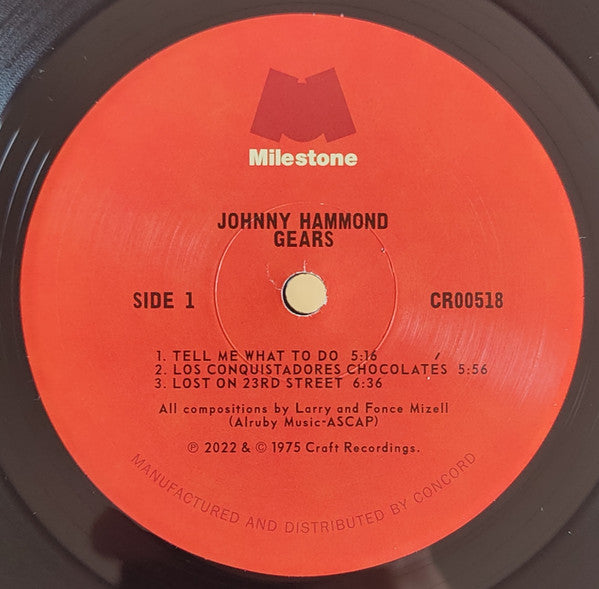 Milestone
JOHNNY HAMMOND
GEARS
SIDE 1 CR00518
1. TELL ME WHAT TO DO 5:16
2. LOS CONQUISTADORES CHOCOLATES 5:56
3. LOST ON 23RD STREET 6:36
All compositions by Larry and Fonce Mizell
(Alruby Music-ASCAP)
℗ 2022 & © 1975 Craft Recordings.
MANUFACTURED AND DISTRIBUTED BY CONCORD